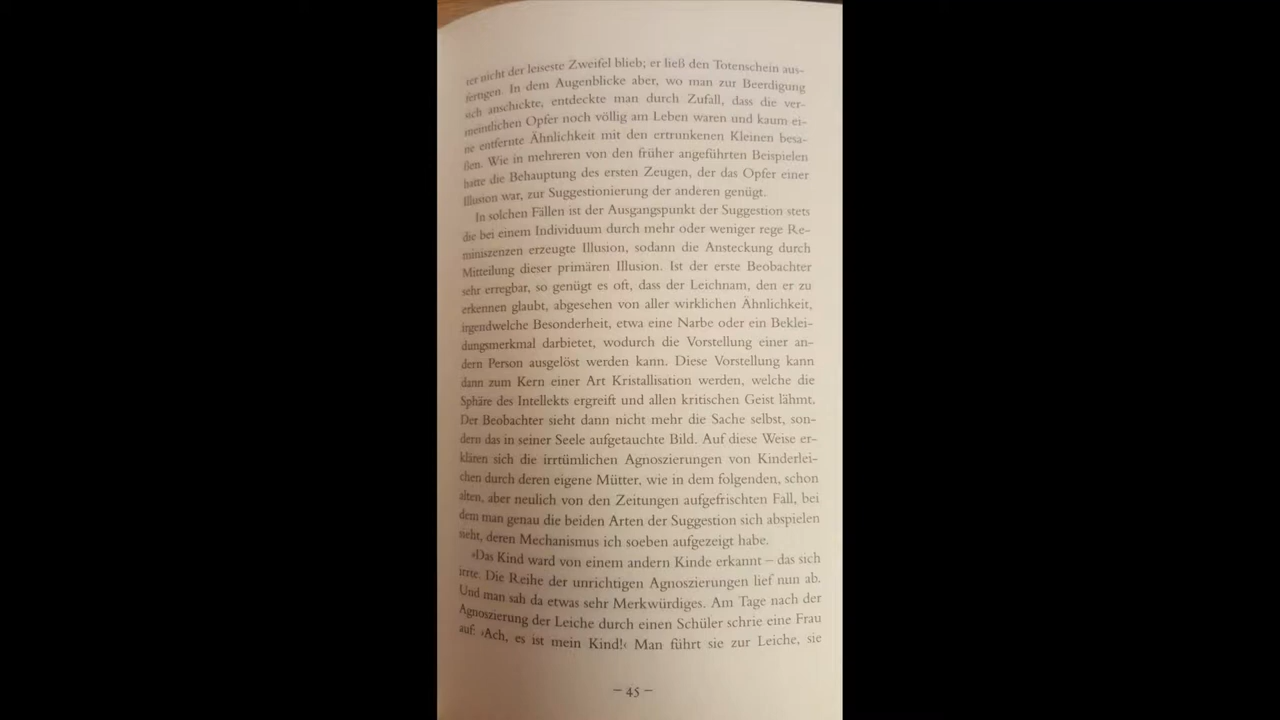 ter nicht der leiseste Zweifel blieb; er ließ den Totenschein aus-
fertigen. In dem Augenblicke aber, wo man zur Beerdigung
sich anschickte, entdeckte man durch Zufall, dass die ver-
meintlichen Opfer noch völlig am Leben waren und kaum ei-
ne entfernte Ähnlichkeit mit den ertrunkenen Kleinen besa-
ßen. Wie in mehreren von den früher angeführten Beispielen
hatte die Behauptung des ersten Zeugen, der das Opfer einer
Illusion war, zur Suggestionierung der anderen genügt.
In solchen Fällen ist der Ausgangspunkt der Suggestion stets
die bei einem Individuum durch mehr oder weniger rege Re-
miniszenzen erzeugte Illusion, sodann die Ansteckung durch
Mitteilung dieser primären Illusion. Ist der erste Beobachter
sehr erregbar, so genügt es oft, dass der Leichnam, den er zu
erkennen glaubt, abgesehen von aller wirklichen Ähnlichkeit,
irgendwelche Besonderheit, etwa eine Narbe oder ein Beklei-
dungsmerkmal darbietet, wodurch die Vorstellung einer an-
dern Person ausgelöst werden kann. Diese Vorstellung kann
dann zum Kern einer Art Kristallisation werden, welche die
Sphäre des Intellekts ergreift und allen kritischen Geist lähmt.
Der Beobachter sieht dann nicht mehr die Sache selbst, son-
dern das in seiner Seele aufgetauchte Bild. Auf diese Weise er-
klären sich die irrtümlichen Agnoszierungen von Kinderlei-
chen durch deren eigene Mütter, wie in dem folgenden, schon
alten, aber neulich von den Zeitungen aufgefrischten Fall, bei
dem man genau die beiden Arten der Suggestion sich abspielen
sieht, deren Mechanismus ich soeben aufgezeigt habe.
»Das Kind ward von einem andern Kinde erkannt – das sich
irrte. Die Reihe der unrichtigen Agnoszierungen lief nun ab.
Und man sah da etwas sehr Merkwürdiges. Am Tage nach der
Agnoszierung der Leiche durch einen Schüler schrie eine Frau
auf: ›Ach, es ist mein Kind!‹ Man führt sie zur Leiche, sie
– 45 –